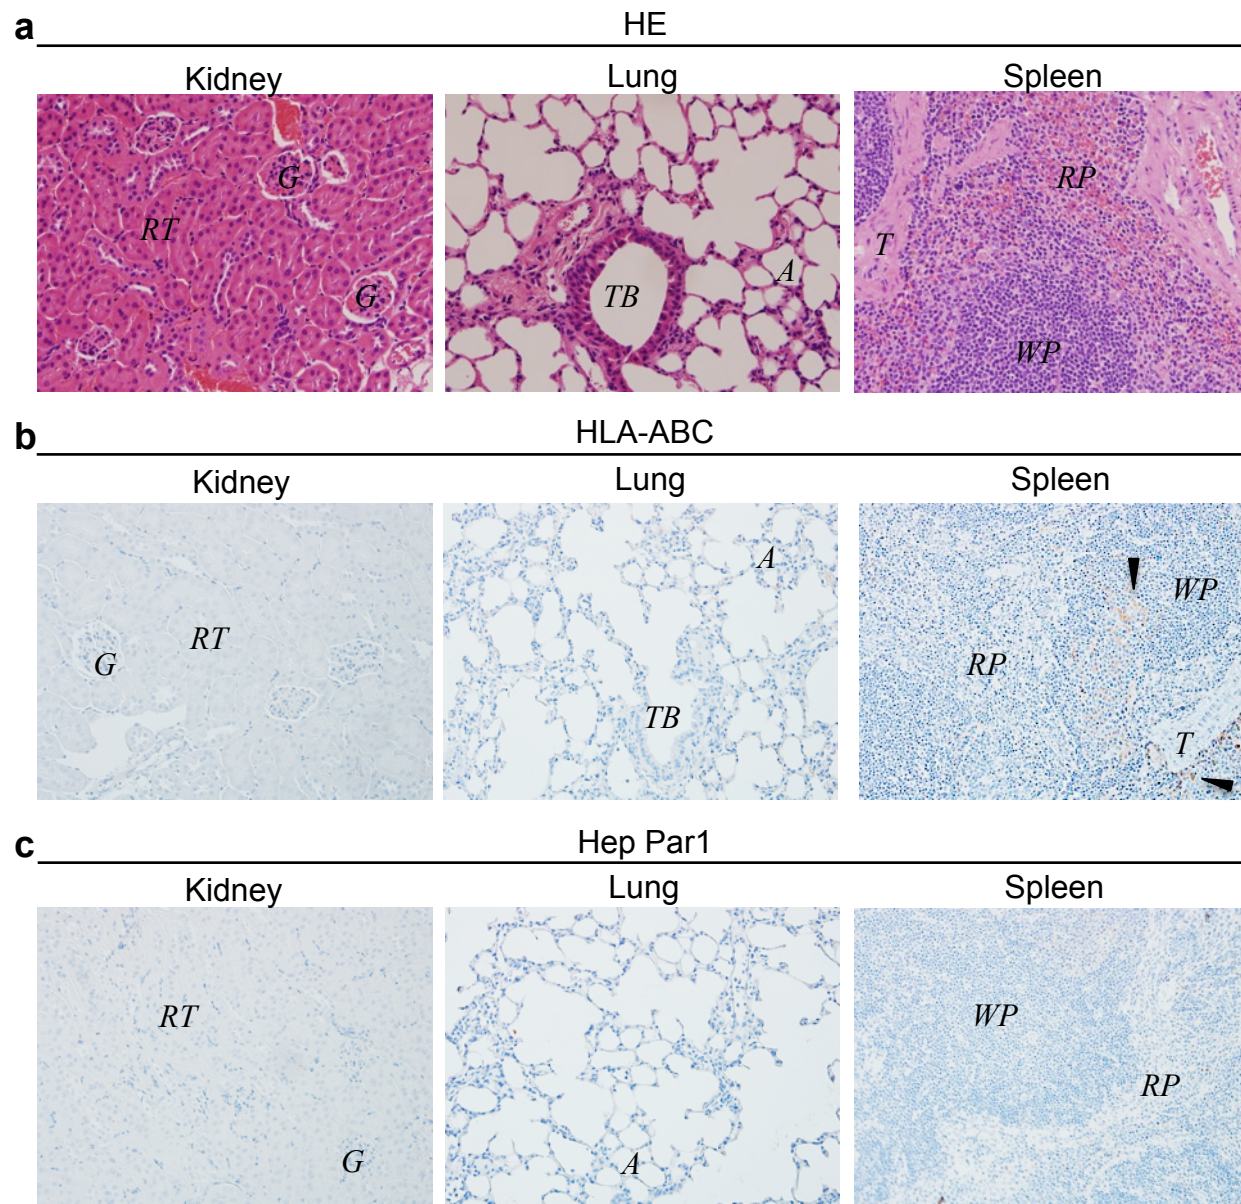 a
HE
Kidney
Lung
Spleen
G
RT
G
TB
A
RP
T
WP
b
HLA-ABC
Kidney
Lung
Spleen
G
RT
A
TB
WP
RP
T
c
Hep Par1
Kidney
Lung
Spleen
RT
G
A
WP
RP